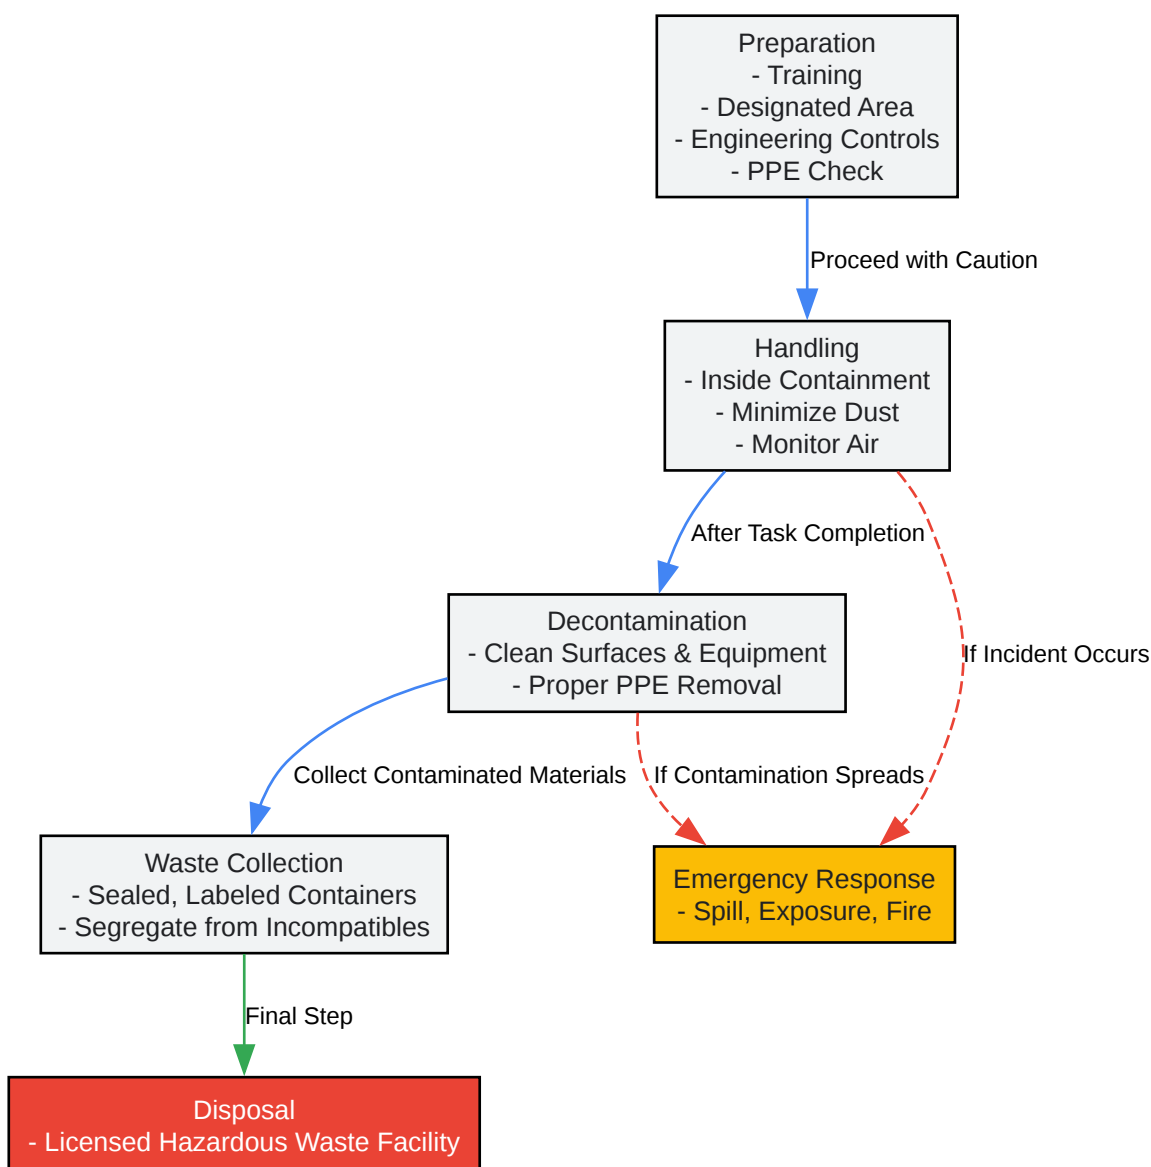 Preparation
- Training
- Designated Area
- Engineering Controls
- PPE Check
Proceed with Caution
Handling
- Inside Containment
- Minimize Dust
- Monitor Air
After Task Completion
If Incident Occurs
Decontamination
- Clean Surfaces & Equipment
- Proper PPE Removal
Collect Contaminated Materials
If Contamination Spreads
Waste Collection
- Sealed, Labeled Containers
- Segregate from Incompatibles
Emergency Response
- Spill, Exposure, Fire
Final Step
Disposal
- Licensed Hazardous Waste Facility